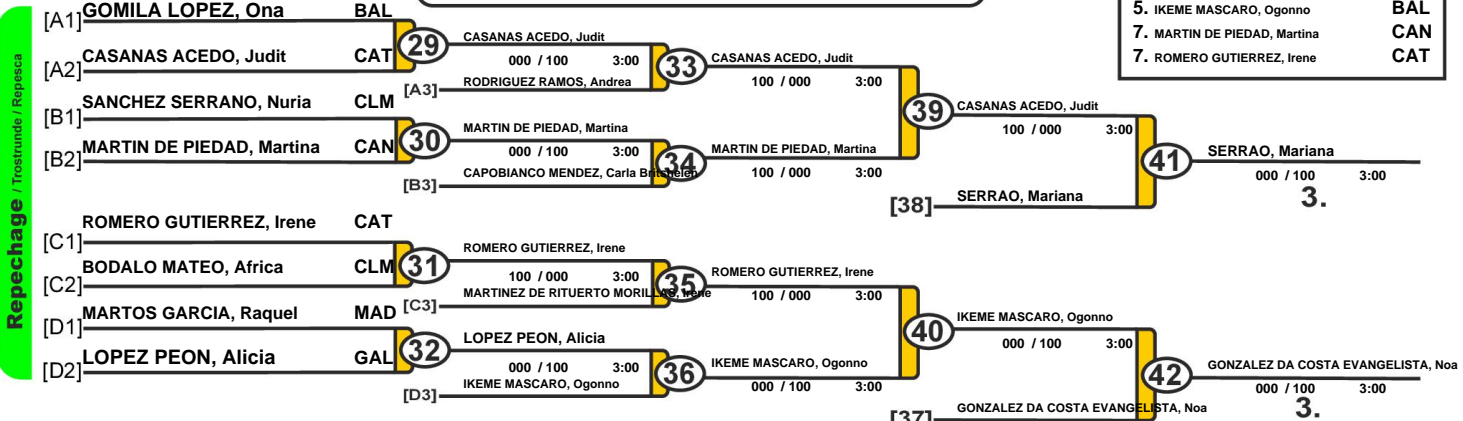 Repechage / Trostrunde / Repesca
[A1] GOMILA LOPEZ, Ona BAL
[A2] CASANAS ACEDO, Judit CAT
[B1] SANCHEZ SERRANO, Nuria CLM
[B2] MARTIN DE PIEDAD, Martina CAN
[C1] ROMERO GUTIERREZ, Irene CAT
[C2] BODALO MATEO, Africa CLM
[D1] MARTOS GARCIA, Raquel MAD
[D2] LOPEZ PEON, Alicia GAL
29
CASANAS ACEDO, Judit
000 / 100 3:00
[A3] RODRIGUEZ RAMOS, Andrea
30
MARTIN DE PIEDAD, Martina
000 / 100 3:00
[B3] CAPOBIANCO MENDEZ, Carla Britshelen
31
ROMERO GUTIERREZ, Irene
100 / 000 3:00
[C3] MARTINEZ DE RITUERTO MORILLAS, Irene
32
LOPEZ PEON, Alicia
000 / 100 3:00
[D3] IKEME MASCARO, Ogonno
33
CASANAS ACEDO, Judit
100 / 000 3:00
34
MARTIN DE PIEDAD, Martina
100 / 000 3:00
35
ROMERO GUTIERREZ, Irene
100 / 000 3:00
36
IKEME MASCARO, Ogonno
000 / 100 3:00
39
CASANAS ACEDO, Judit
100 / 000 3:00
[38] SERRAO, Mariana
40
IKEME MASCARO, Ogonno
000 / 100 3:00
[37] GONZALEZ DA COSTA EVANGELISTA, Noa
41
SERRAO, Mariana
000 / 100 3:00
3.
42
GONZALEZ DA COSTA EVANGELISTA, Noa
000 / 100 3:00
3.
5. IKEME MASCARO, Ogonno BAL
7. MARTIN DE PIEDAD, Martina CAN
7. ROMERO GUTIERREZ, Irene CAT